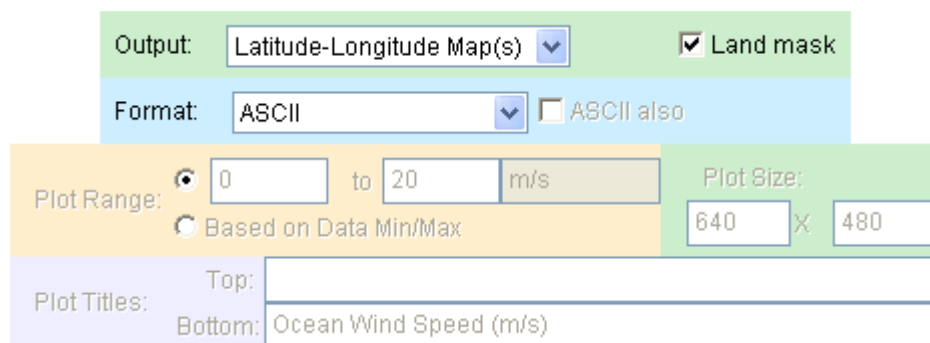 Output: Latitude-Longitude Map(s) Land mask
Format: ASCII ASCII also
Plot Range: 0 to 20 m/s
Based on Data Min/Max
Plot Size:
640 X 480
Plot Titles:
Top:
Bottom: Ocean Wind Speed (m/s)